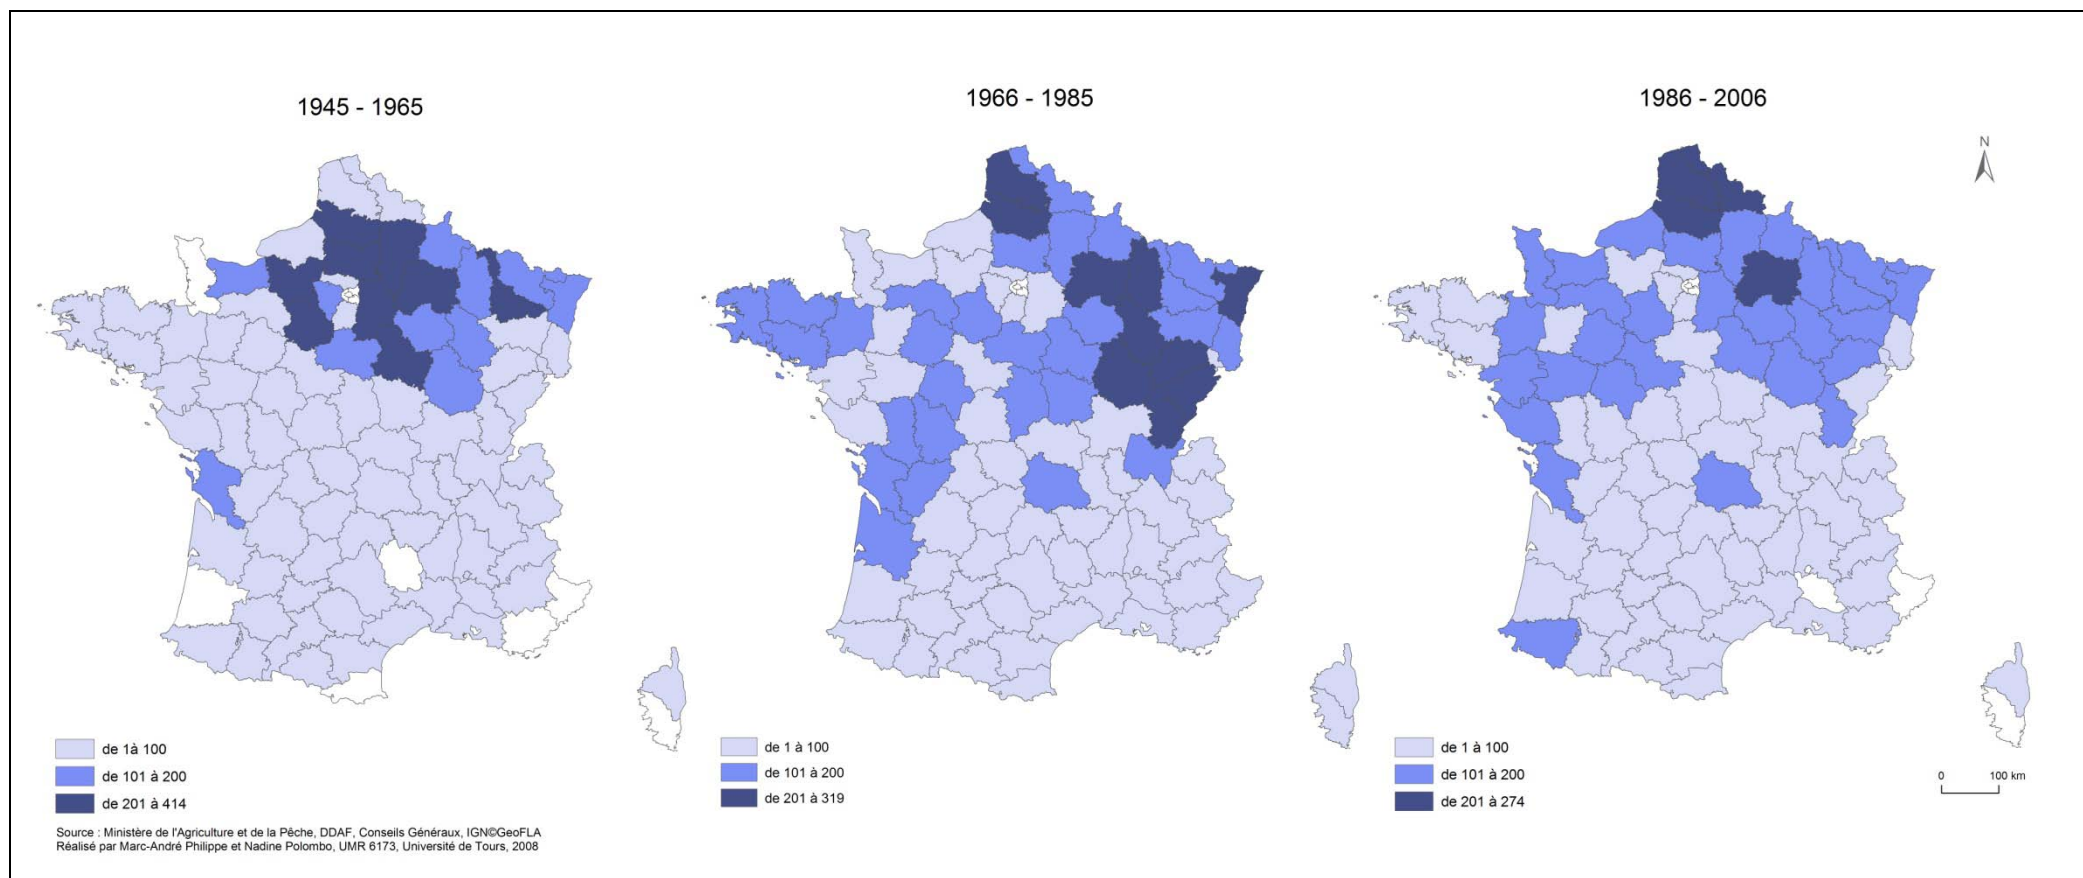 1945 - 1965
1966 - 1985
1986 - 2006
N
de 1à 100
de 101 à 200
de 201 à 414
de 1 à 100
de 101 à 200
de 201 à 319
de 1 à 100
de 101 à 200
de 201 à 274
0 100 km
Source : Ministère de l'Agriculture et de la Pêche, DDAF, Conseils Généraux, IGN©GeoFLA
Réalisé par Marc-André Philippe et Nadine Polombo, UMR 6173, Université de Tours, 2008